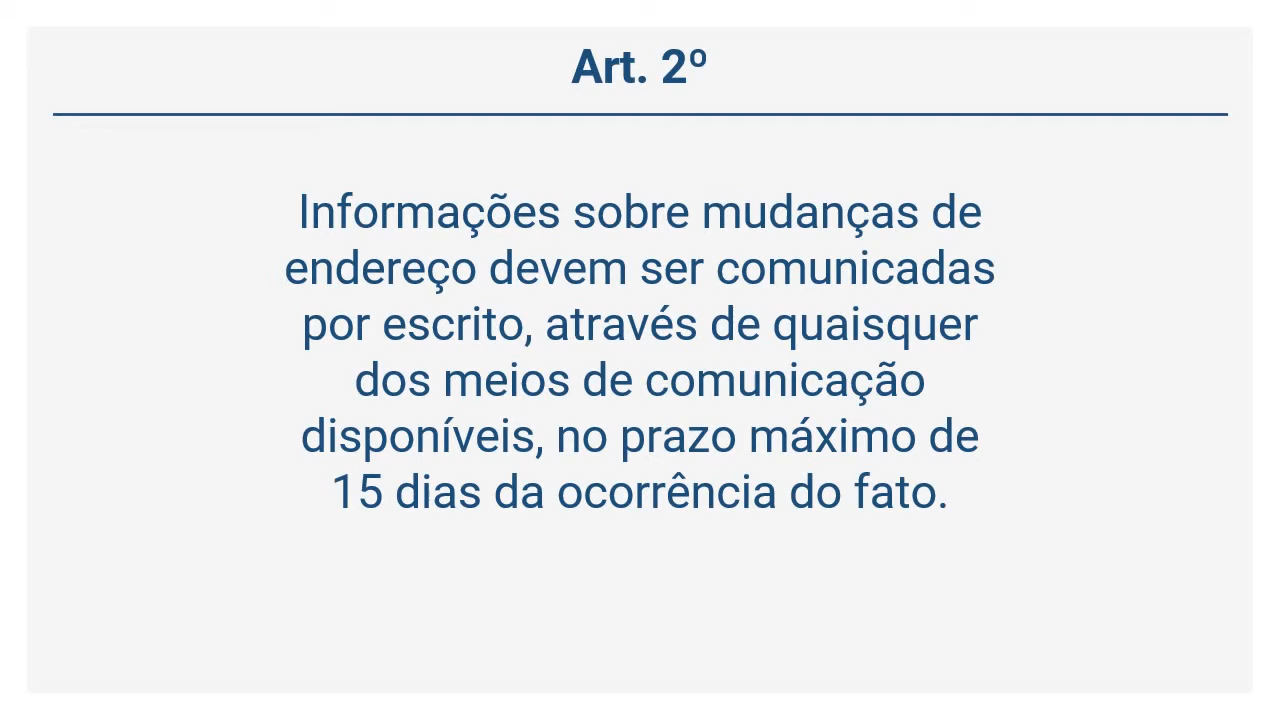 Art. 2º
Informações sobre mudanças de
endereço devem ser comunicadas
por escrito, através de quaisquer
dos meios de comunicação
disponíveis, no prazo máximo de
15 dias da ocorrência do fato.